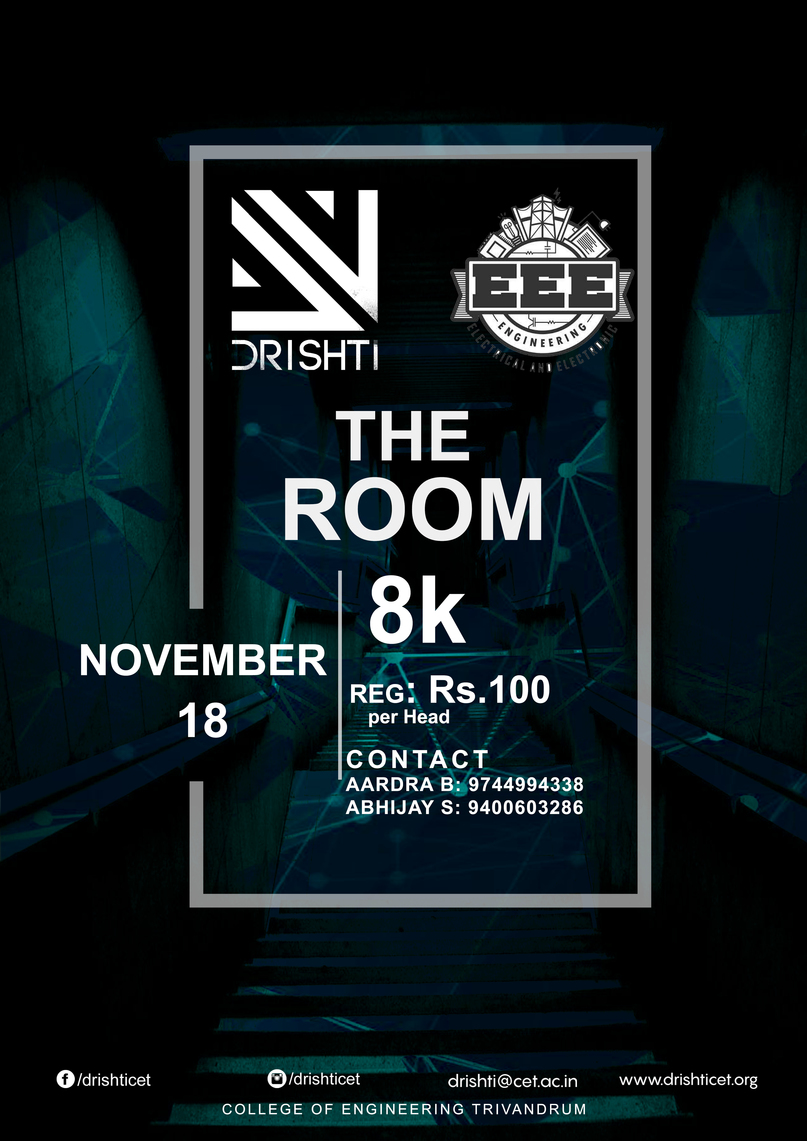 DRISHTI
EEE
ENGINEERING
ELECTRICAL AND ELECTRONIC
THE
ROOM
8k
NOVEMBER
18
REG: Rs.100
per Head
CONTACT
AARDRA B: 9744994338
ABHIJAY S: 9400603286
/drishticet
/drishticet
drishti@cet.ac.in
www.drishticet.org
COLLEGE OF ENGINEERING TRIVANDRUM